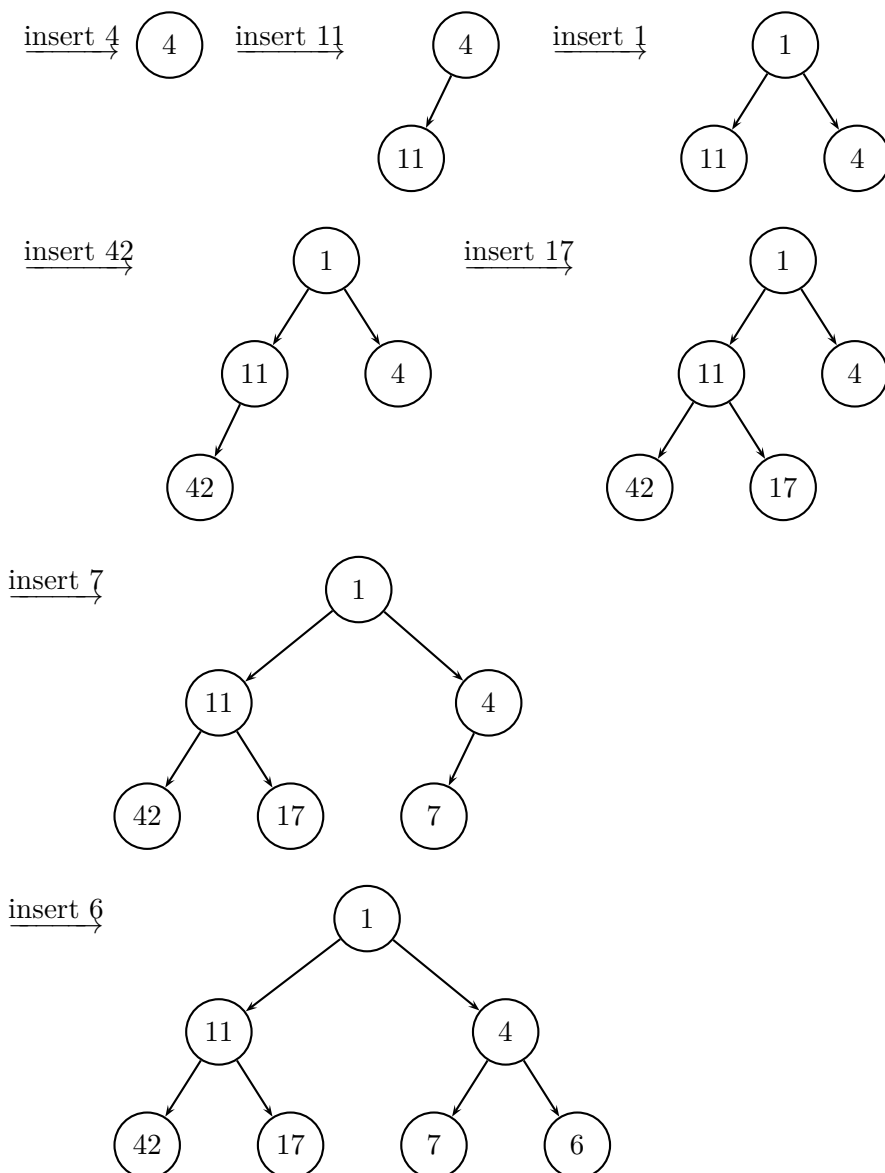 insert 4 4 insert 11 4 insert 1 1
11 11 4
insert 42 1 insert 17 1
11 4 11 4
42 42 17
insert 7 1
11 4
42 17 7
insert 6 1
11 4
42 17 7 6